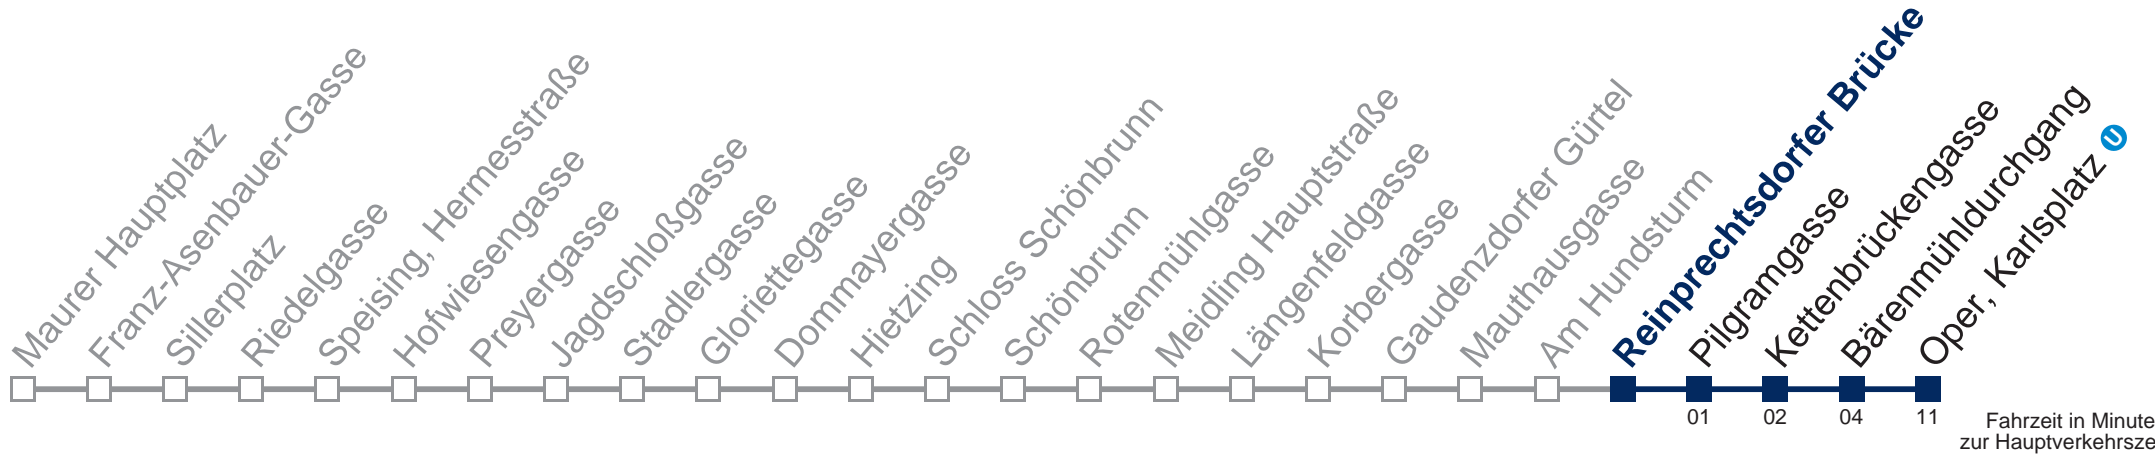 Maurer Hauptplatz
Franz-Asenbauer-Gasse
Sillerplatz
Riedelgasse
Speising, Hermesstraße
Hofwiesengasse
Preyergasse
Jagdschloßgasse
Stadlergasse
Gloriettegasse
Dommayergasse
Hietzing
Schloss Schönbrunn
Schönbrunn
Rotenmühlgasse
Meidling Hauptstraße
Längenfeldgasse
Korbergasse
Gaudenzdorfer Gürtel
Mauthausgasse
Am Hundsturm
Reinprechtsdorfer Brücke
Pilgramgasse
Kettenbrückengasse
Bärenmühldurchgang
Oper, Karlsplatz U
01 02 04 11
Fahrzeit in Minute
zur Hauptverkehrsze